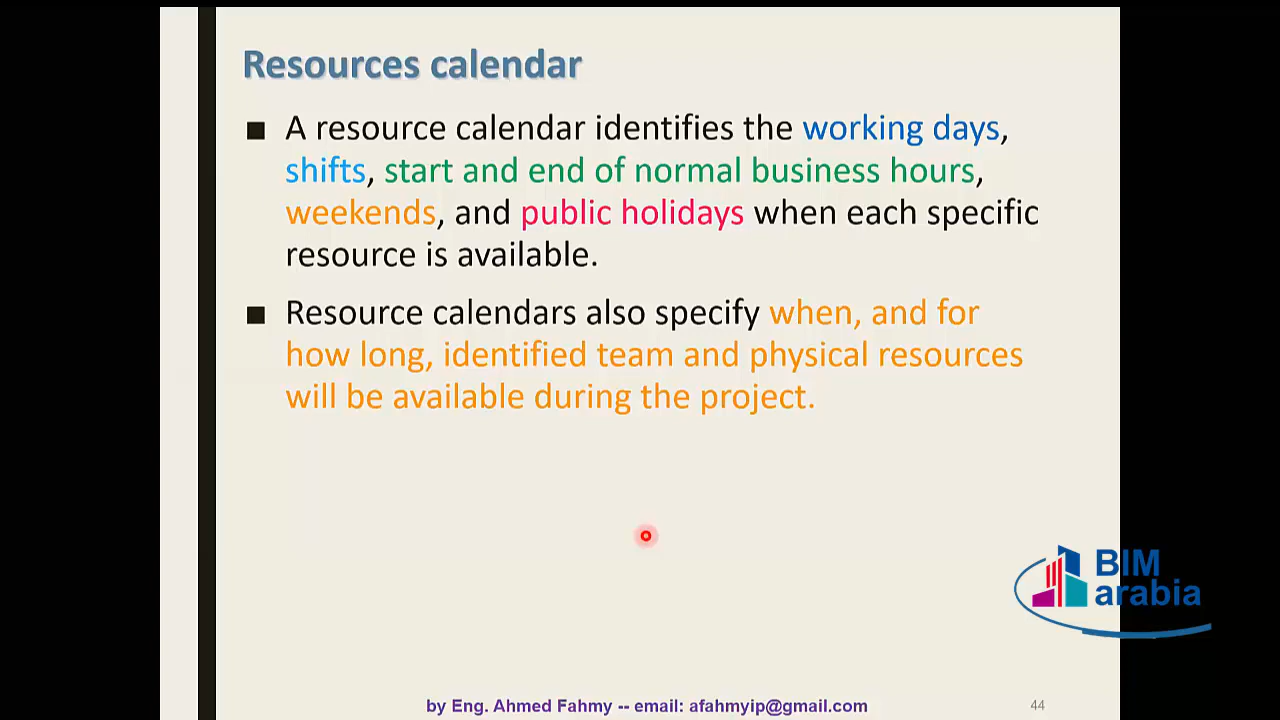 Resources calendar
■ A resource calendar identifies the working days,
shifts, start and end of normal business hours,
weekends, and public holidays when each specific
resource is available.
■ Resource calendars also specify when, and for
how long, identified team and physical resources
will be available during the project.
BIM
arabia
by Eng. Ahmed Fahmy -- email: afahmyip@gmail.com
44